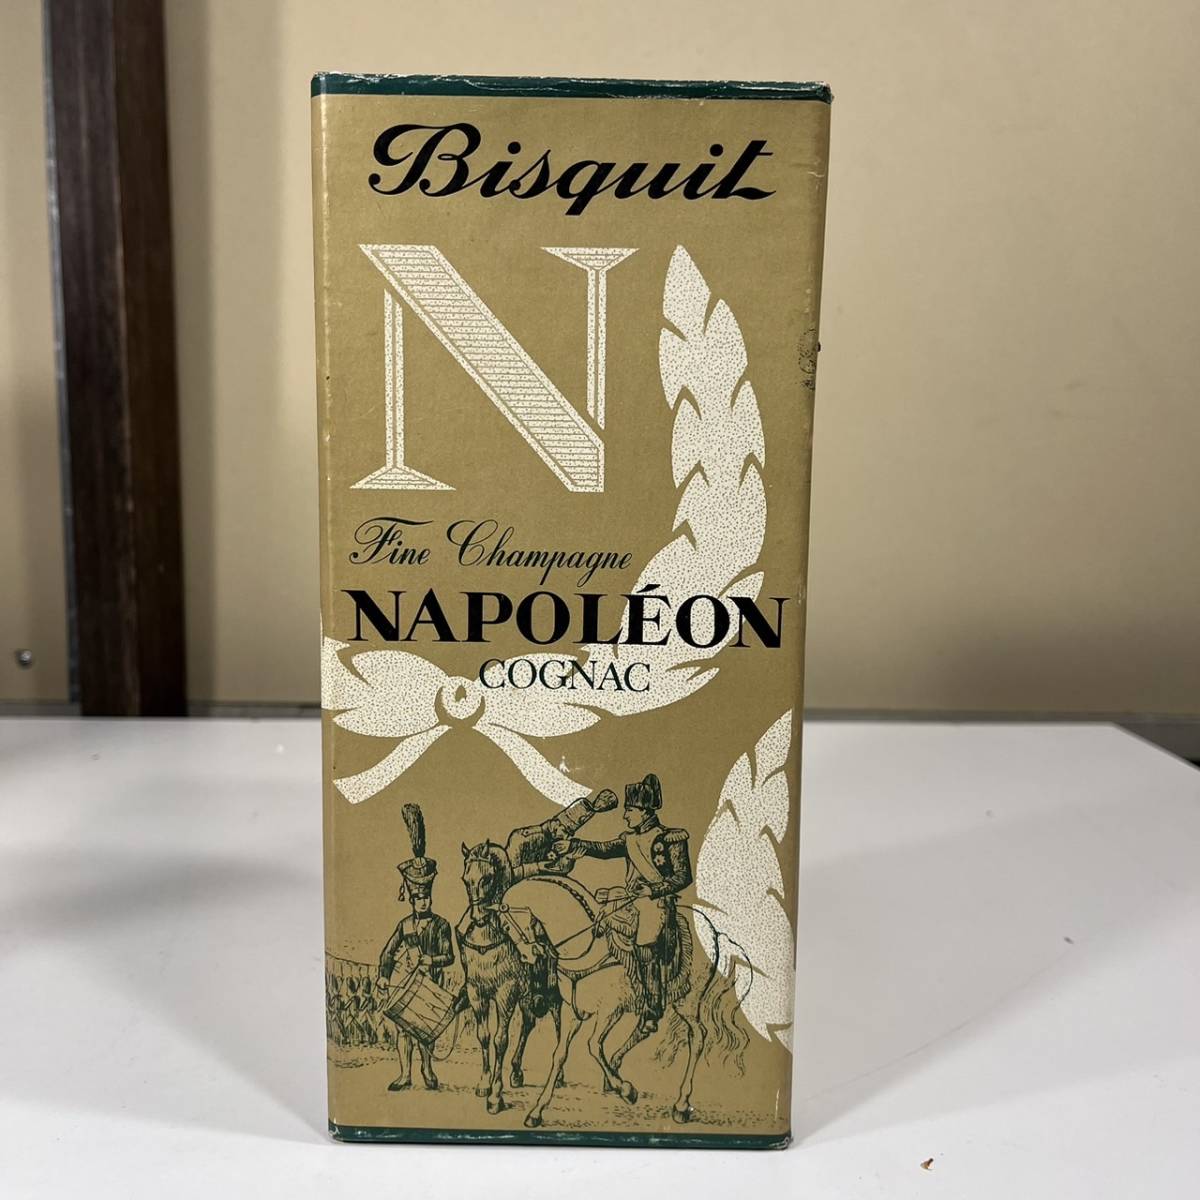 Bisquit
N
Fine Champagne
NAPOLÉON
COGNAC